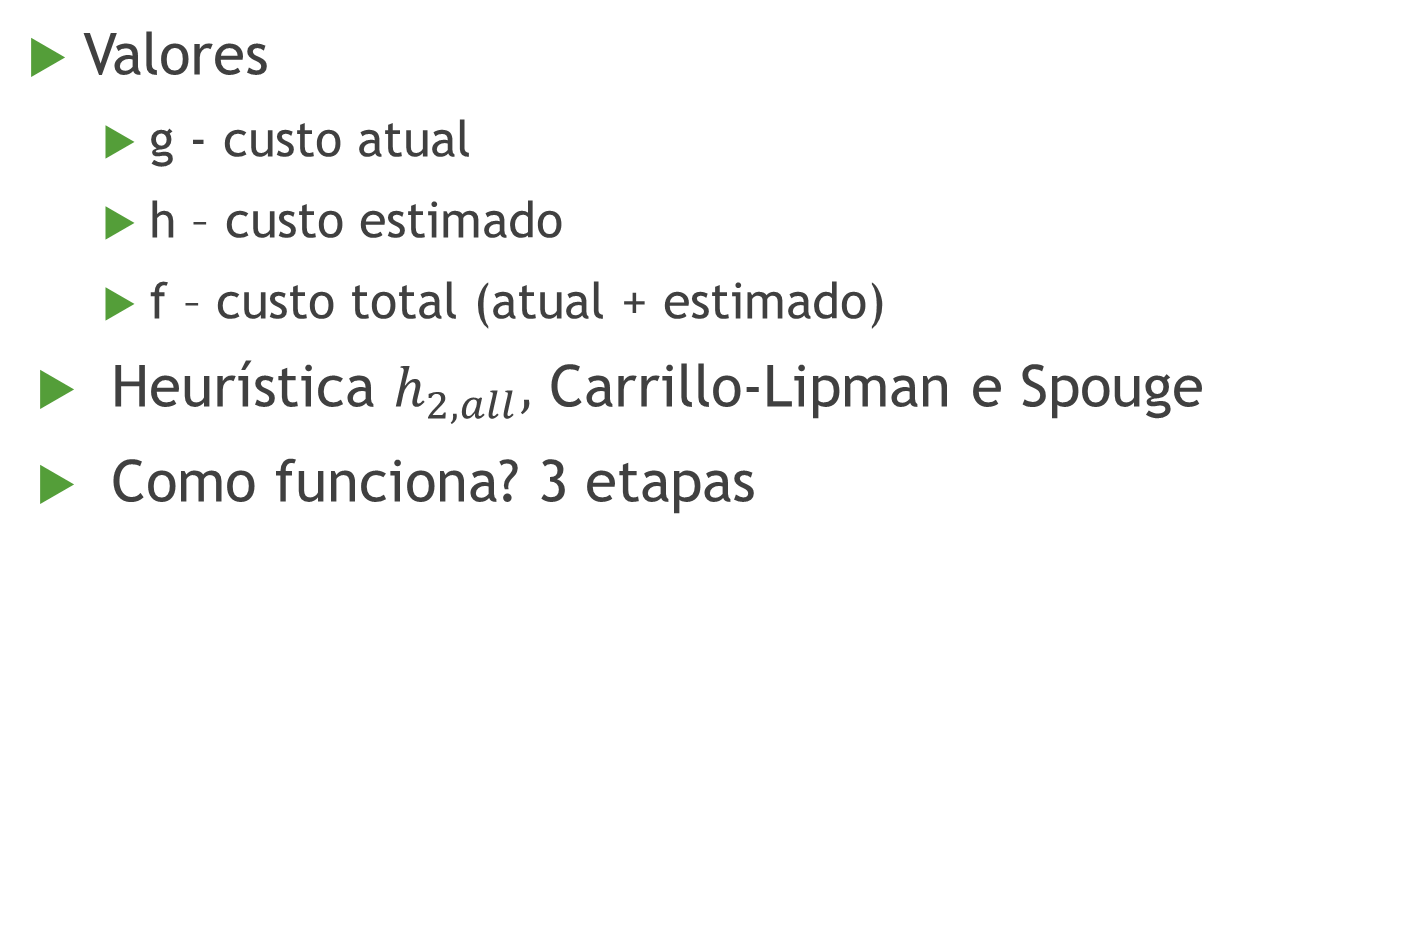 Valores
g - custo atual
h – custo estimado
f – custo total (atual + estimado)
Heurística ℎ2,𝑎𝑙𝑙, Carrillo-Lipman e Spouge
Como funciona? 3 etapas